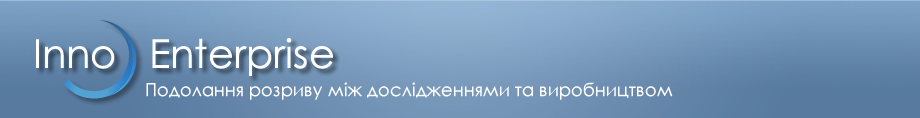 Inno Enterprise
Подолання розриву між дослідженнями та виробництвом